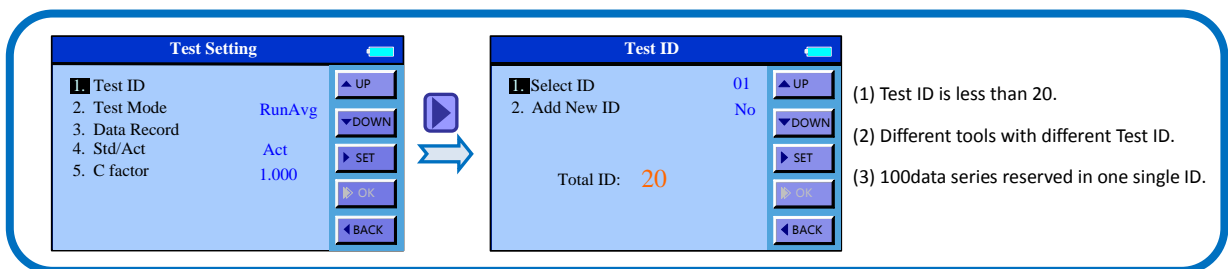 Test Setting
1. Test ID
2. Test Mode RunAvg
3. Data Record
4. Std/Act Act
5. C factor 1.000
UP
DOWN
SET
OK
BACK
Test ID
1. Select ID 01
2. Add New ID No
Total ID: 20
UP
DOWN
SET
OK
BACK
(1) Test ID is less than 20.
(2) Different tools with different Test ID.
(3) 100data series reserved in one single ID.